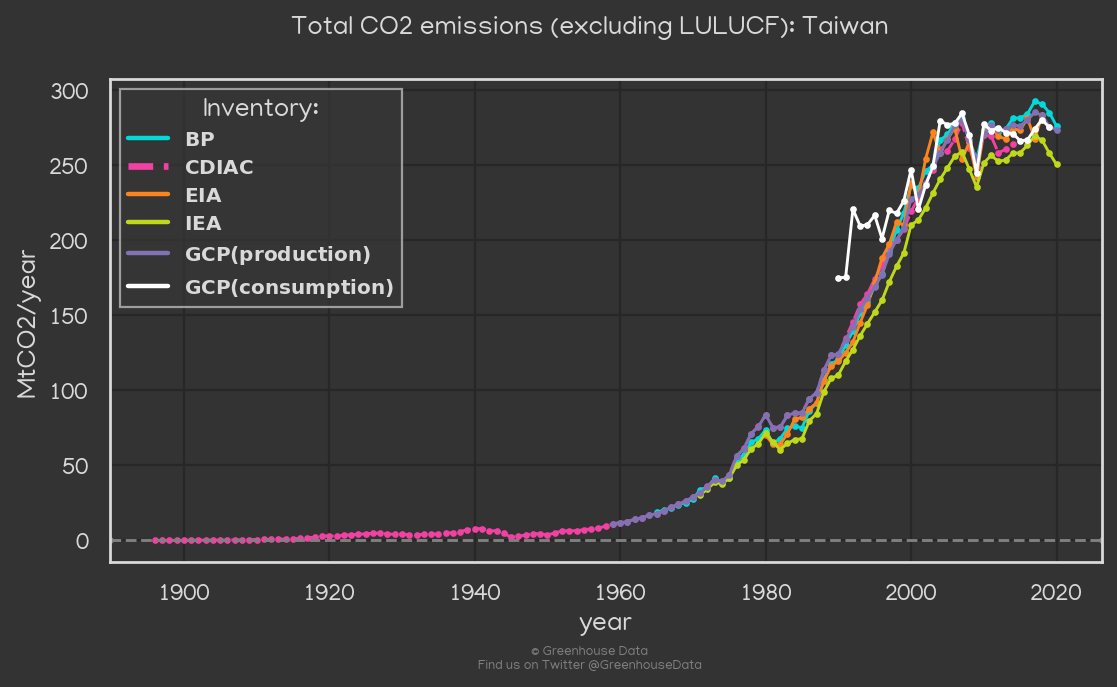 Total CO2 emissions (excluding LULUCF): Taiwan
300
250
200
150
100
50
0
MtCO2/year
Inventory:
BP
CDIAC
EIA
IEA
GCP(production)
GCP(consumption)
1900 1920 1940 1960 1980 2000 2020
year
© Greenhouse Data
Find us on Twitter @GreenhouseData